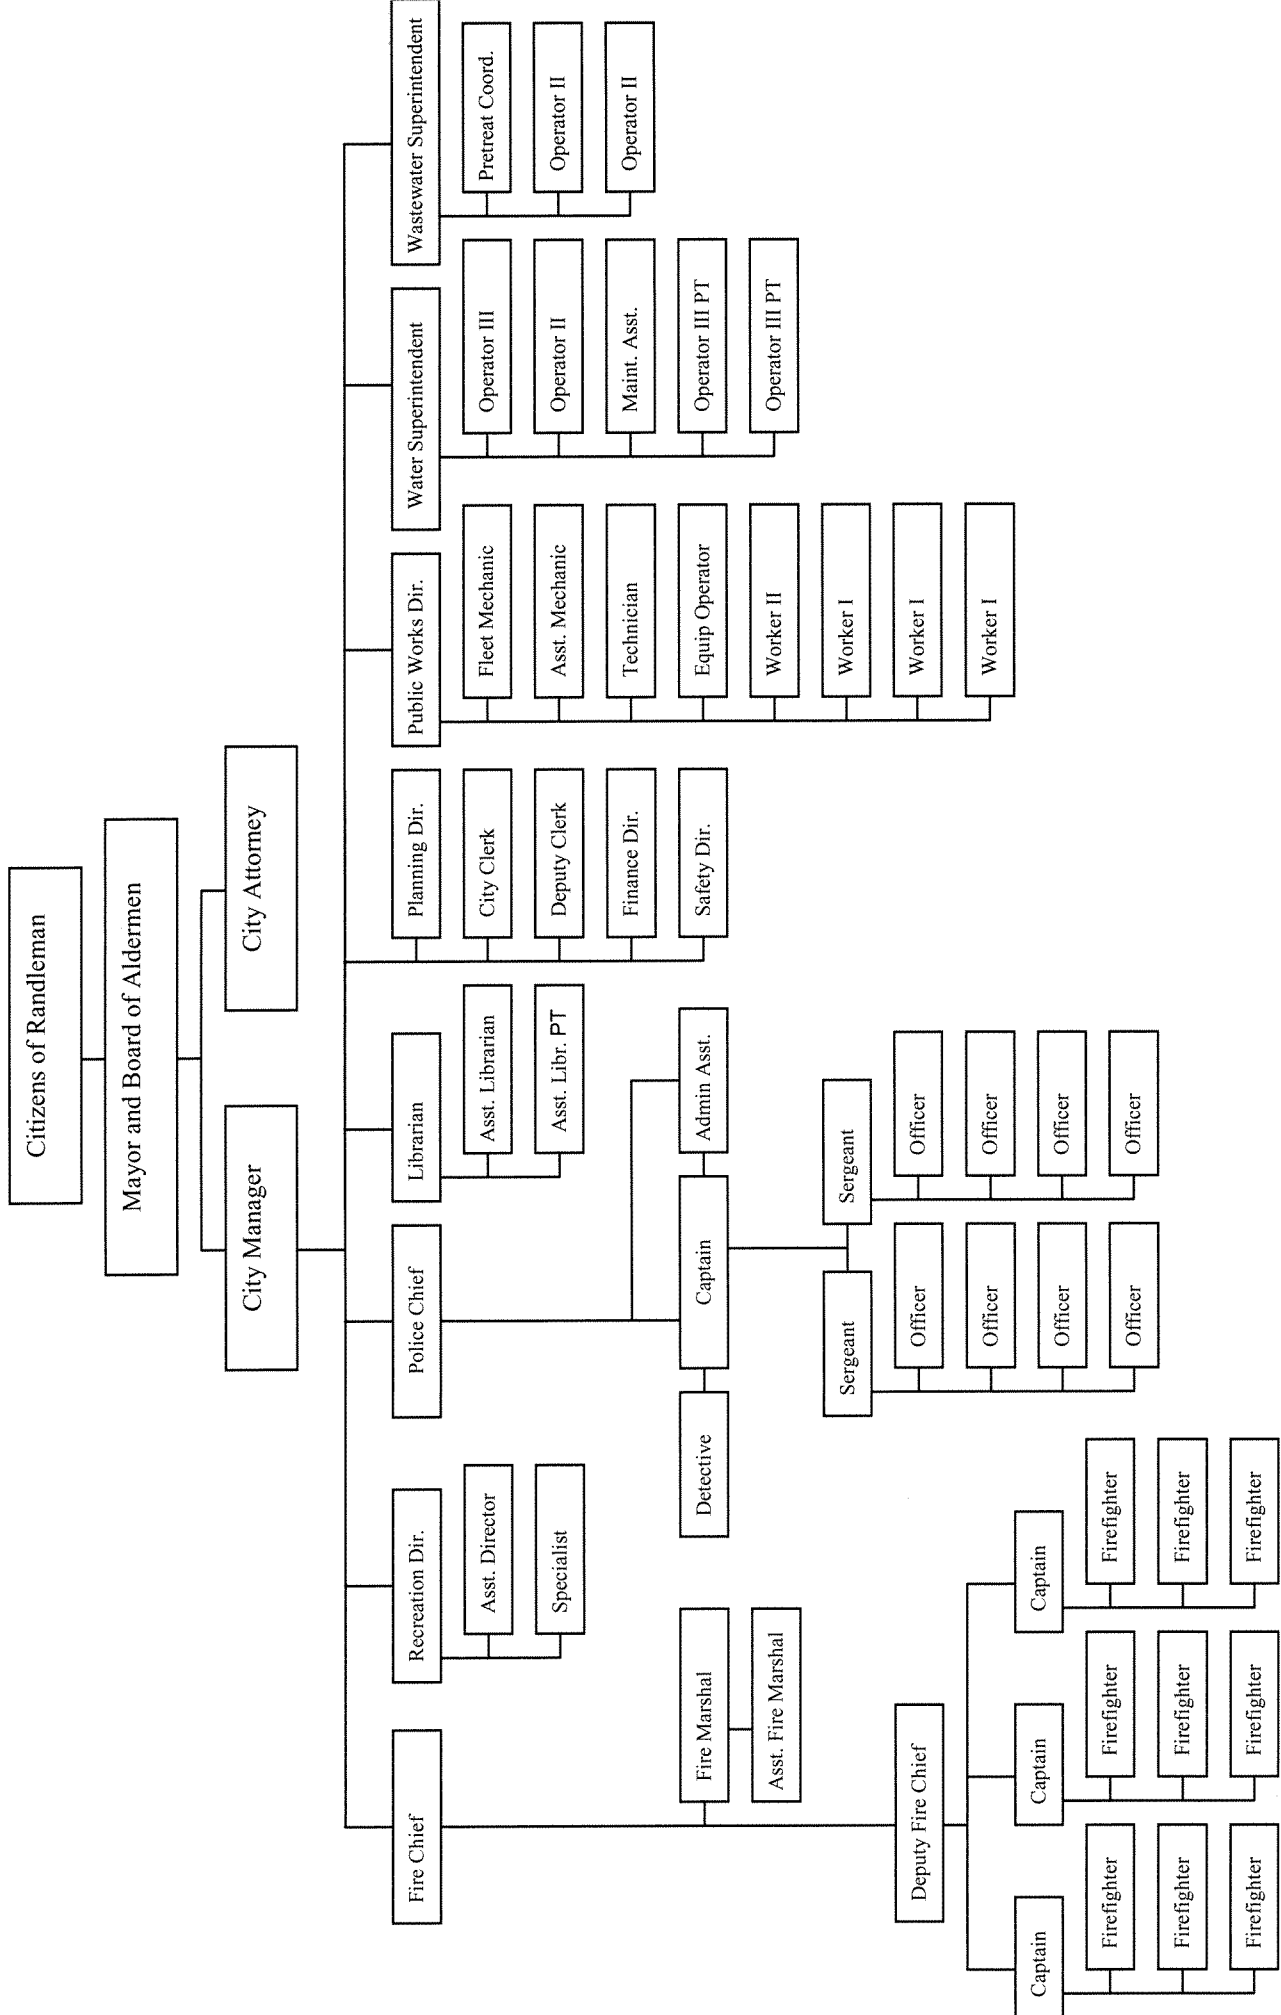 Citizens of Randleman
Mayor and Board of Aldermen
City Manager
City Attorney
Fire Chief
Recreation Dir.
Police Chief
Librarian
Planning Dir.
Public Works Dir.
Water Superintendent
Wastewater Superintendent
Fire Marshal
Asst. Fire Marshal
Deputy Fire Chief
Captain
Firefighter
Firefighter
Firefighter
Captain
Firefighter
Firefighter
Firefighter
Captain
Firefighter
Firefighter
Firefighter
Asst. Director
Specialist
Detective
Captain
Admin Asst.
Sergeant
Officer
Officer
Officer
Officer
Sergeant
Officer
Officer
Officer
Officer
Asst. Librarian
Asst. Libr. PT
City Clerk
Deputy Clerk
Finance Dir.
Safety Dir.
Fleet Mechanic
Asst. Mechanic
Technician
Equip Operator
Worker II
Worker I
Worker I
Worker I
Operator III
Operator II
Maint. Asst.
Operator III PT
Operator III PT
Pretreat Coord.
Operator II
Operator II